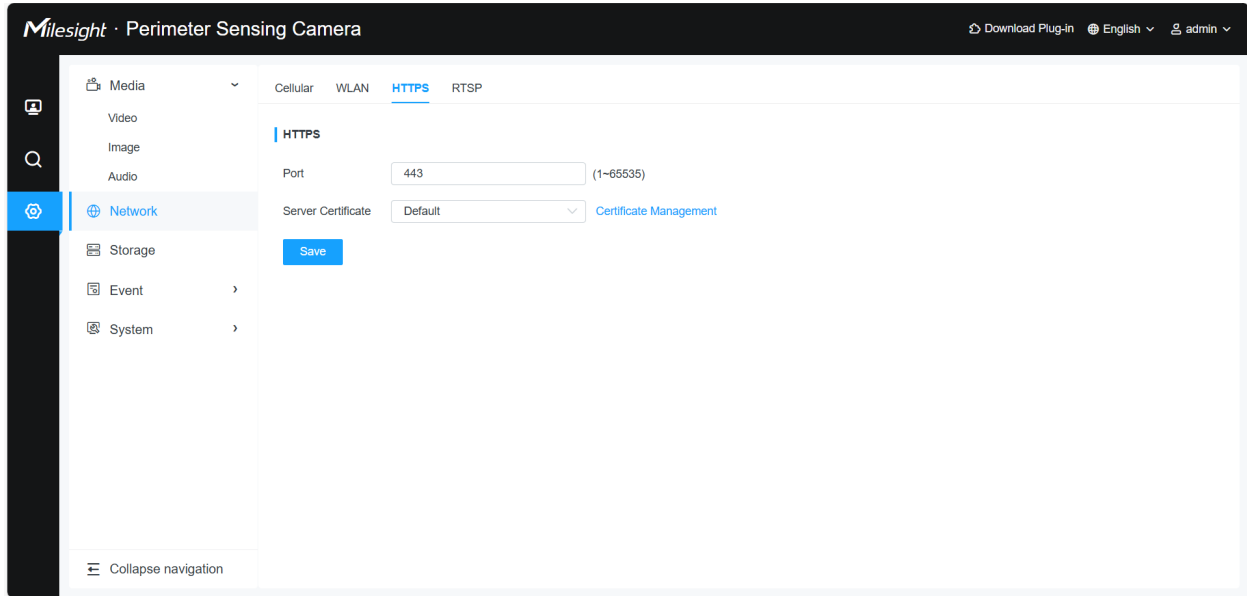 Milesight · Perimeter Sensing Camera
Download Plug-in English admin
Media
Video
Image
Audio
Network
Storage
Event
System
Collapse navigation
Cellular WLAN HTTPS RTSP
HTTPS
Port 443 (1~65535)
Server Certificate Default Certificate Management
Save